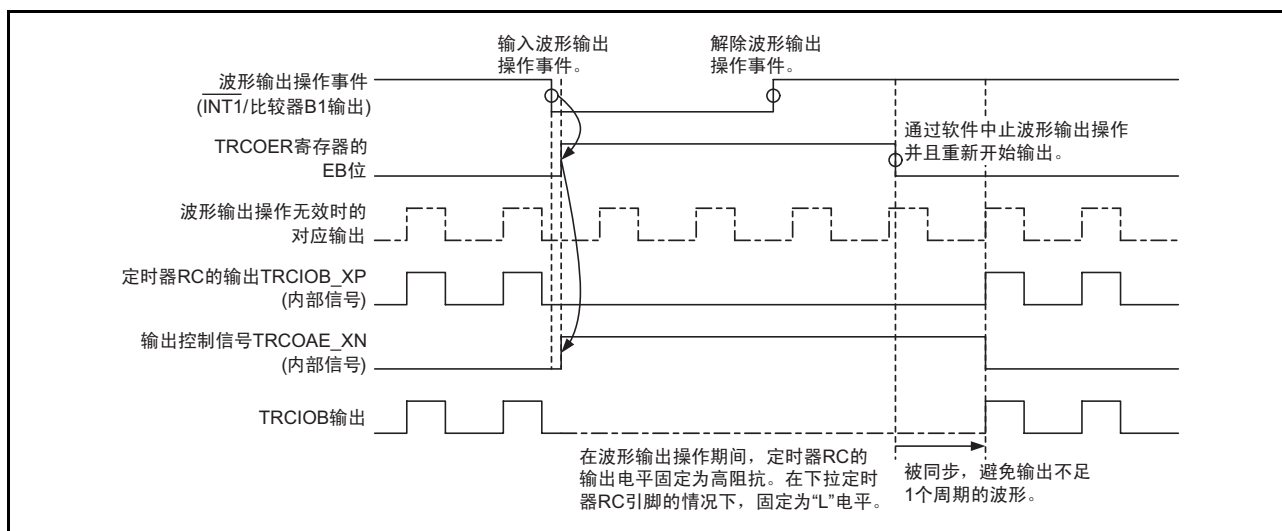 输入波形输出
操作事件。
解除波形输出
操作事件。
波形输出操作事件
(INT1/比较器B1输出)
通过软件中止波形输出操作
并且重新开始输出。
TRCOER寄存器的
EB位
波形输出操作无效时的
对应输出
定时器RC的输出TRCIOB_XP
(内部信号)
输出控制信号TRCOAE_XN
(内部信号)
TRCIOB输出
在波形输出操作期间，定时器RC的
输出电平固定为高阻抗。在下拉定时
器RC引脚的情况下，固定为“L”电平。
被同步，避免输出不足
1个周期的波形。